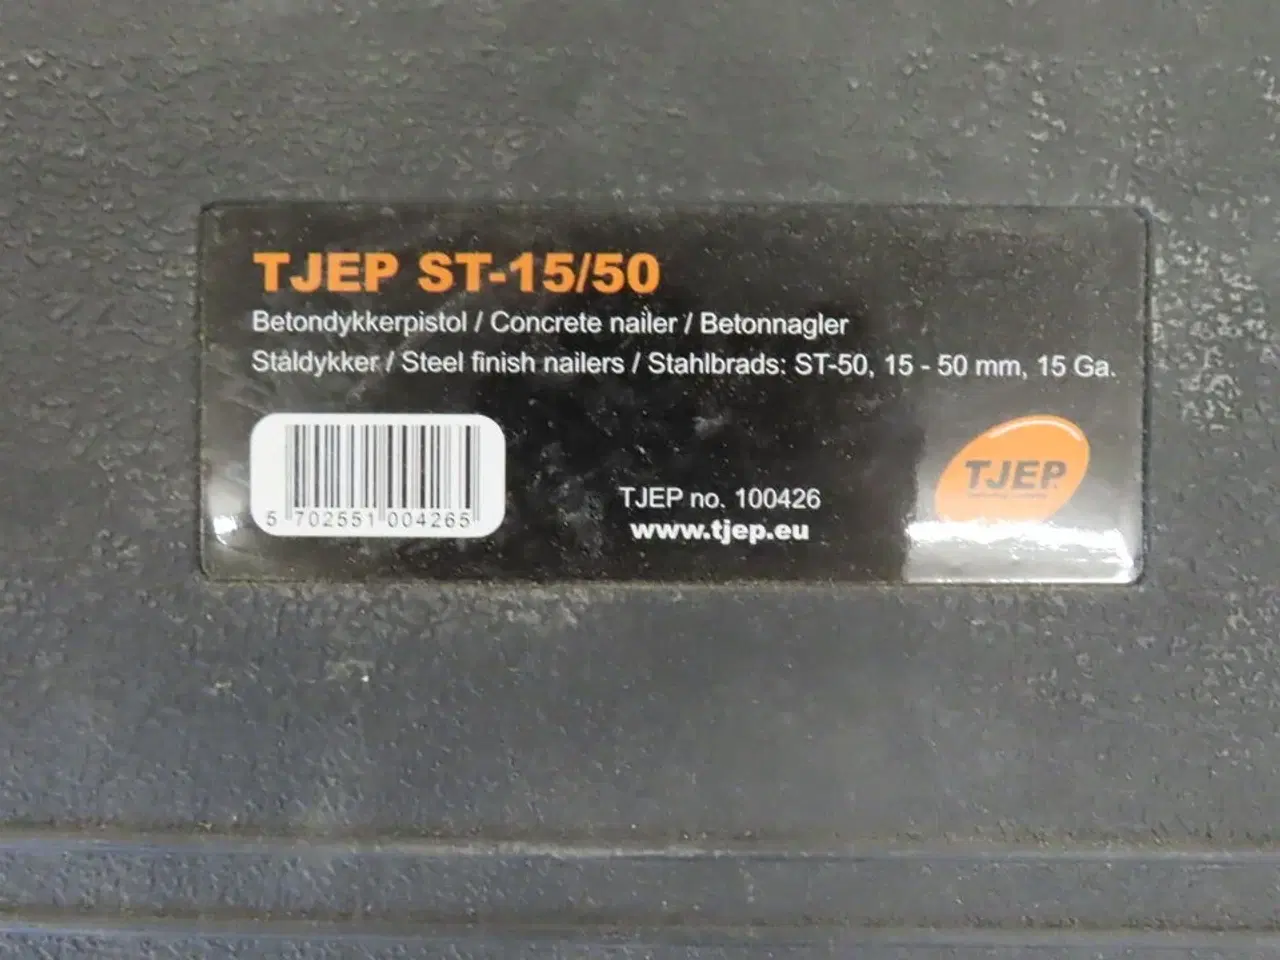 TJEP ST-15/50
Betondykkerpistol / Concrete nailer / Betonnagler
Ståldykker / Steel finish nailers / Stahlbrads: ST-50, 15 - 50 mm, 15 Ga.
5 702551 004265
TJEP no. 100426
www.tjep.eu
TJEP